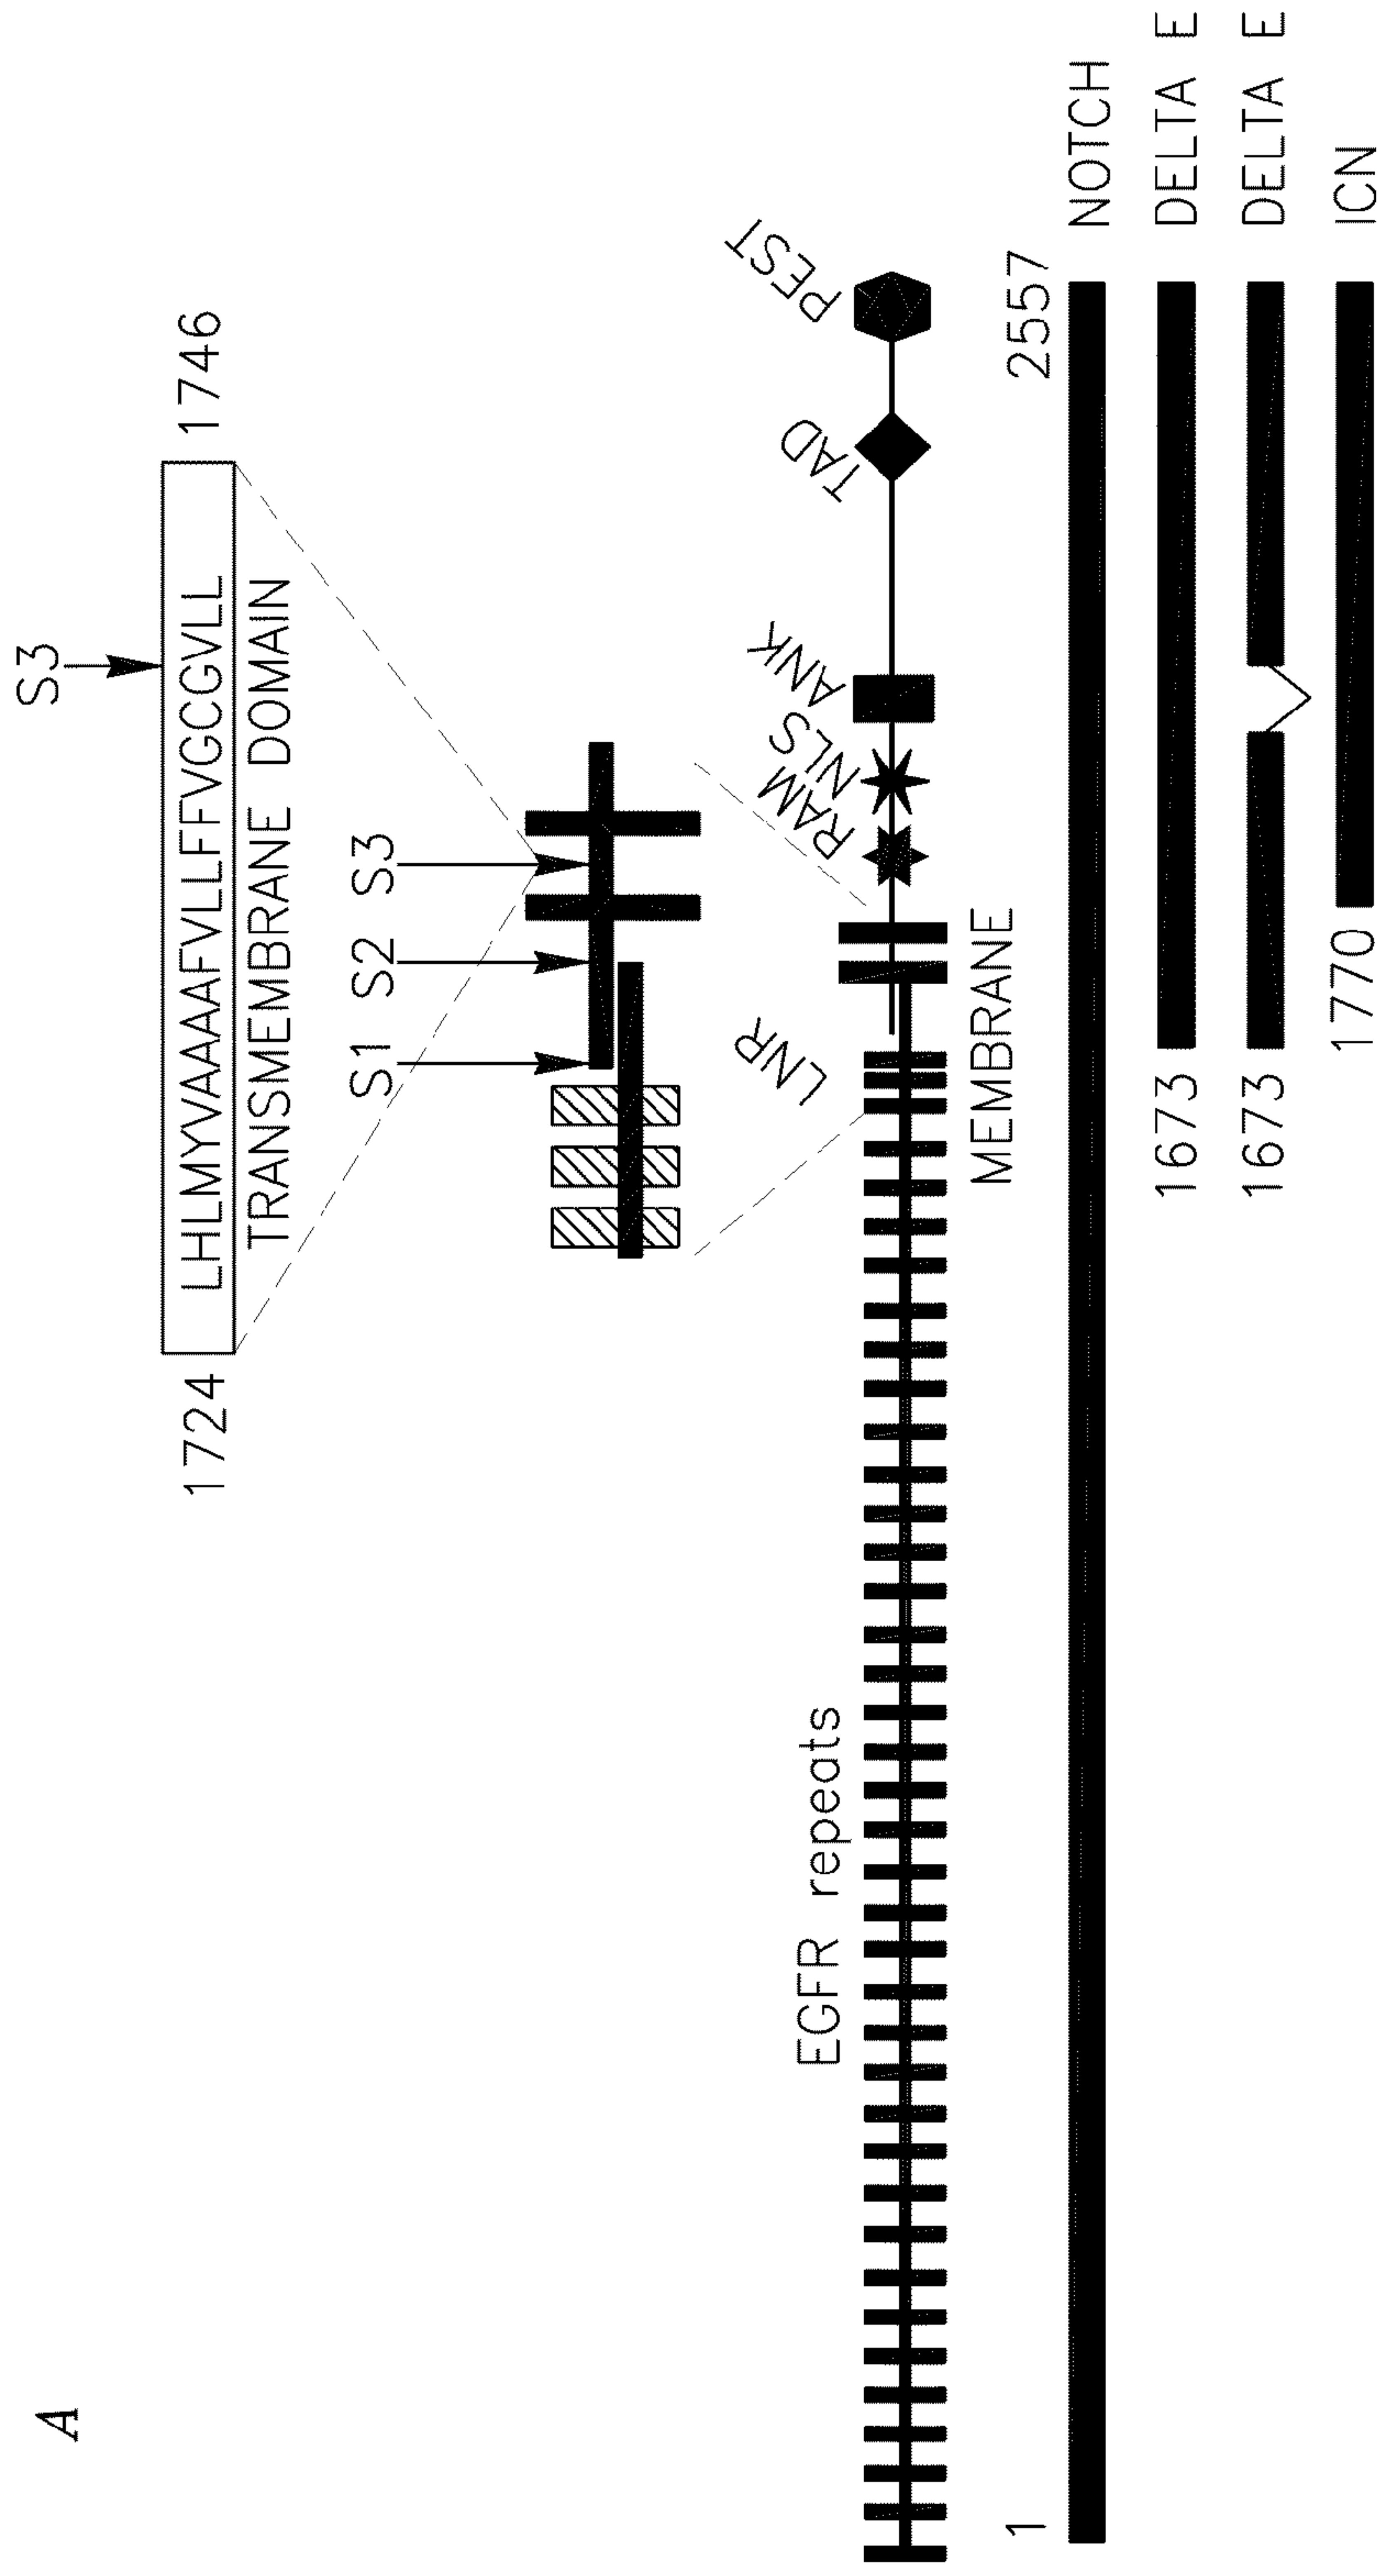 A
S3
1724 LHLMYVAAAAFVLLFFVGCGVLL 1746
TRANSMEMBRANE DOMAIN
S1 S2 S3
EGFR repeats
LNR
RAM
NLS
ANK
TAD
PEST
MEMBRANE
1 2557
NOTCH
1673 DELTA E
1673 DELTA E
1770 ICN